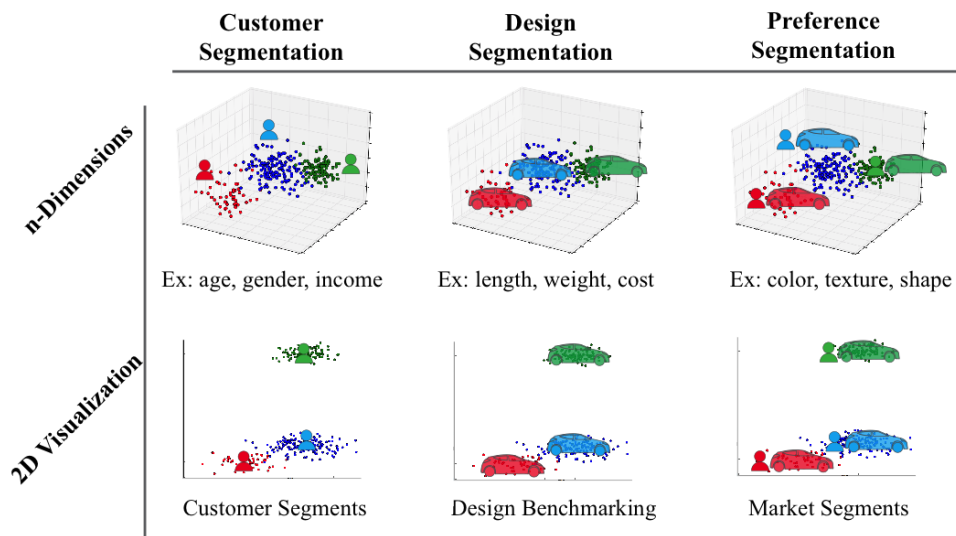 Customer
Segmentation
Design
Segmentation
Preference
Segmentation
n-Dimensions
Ex: age, gender, income
Ex: length, weight, cost
Ex: color, texture, shape
2D Visualization
Customer Segments
Design Benchmarking
Market Segments